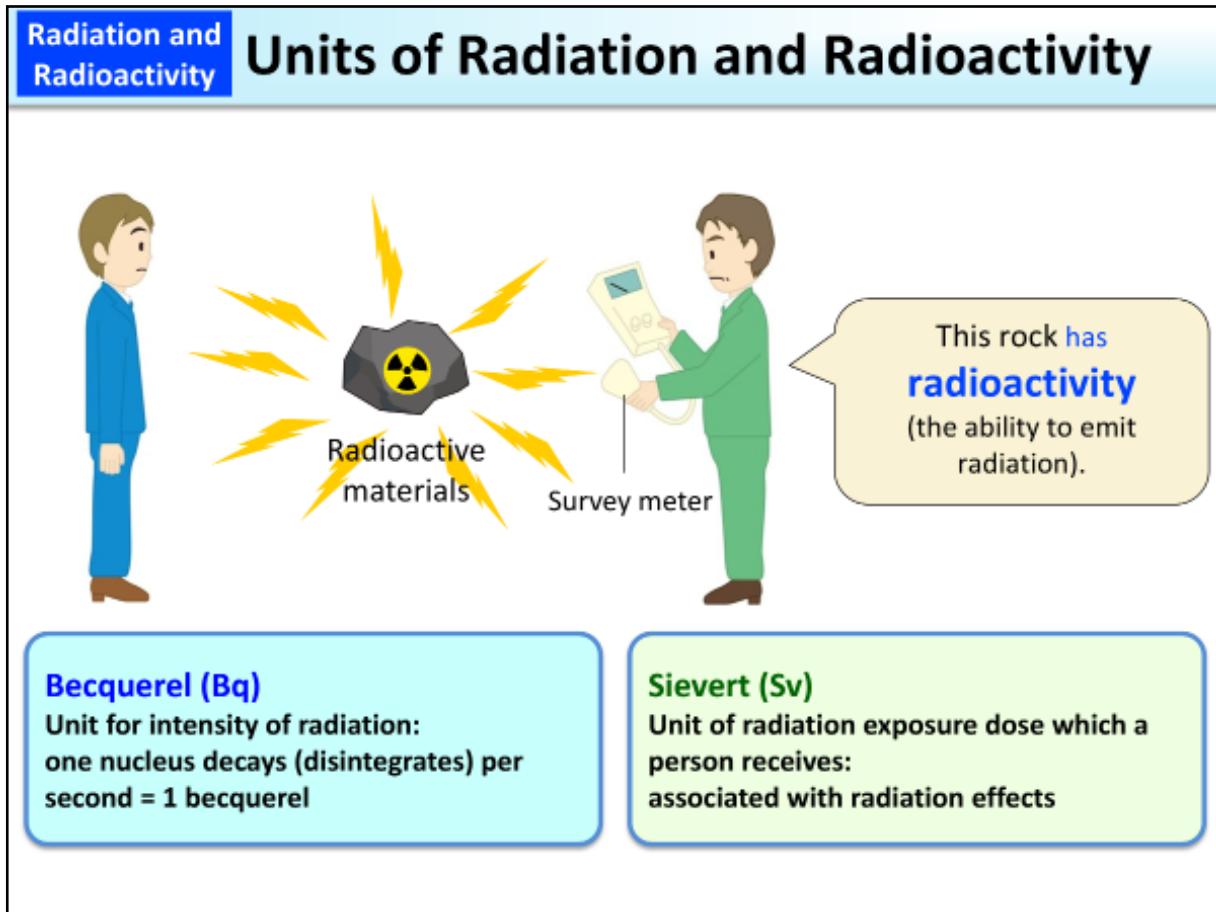 Radiation and
Radioactivity
Units of Radiation and Radioactivity
Radioactive
materials
Survey meter
This rock has
radioactivity
(the ability to emit
radiation).
Becquerel (Bq)
Unit for intensity of radiation:
one nucleus decays (disintegrates) per
second = 1 becquerel
Sievert (Sv)
Unit of radiation exposure dose which a
person receives:
associated with radiation effects